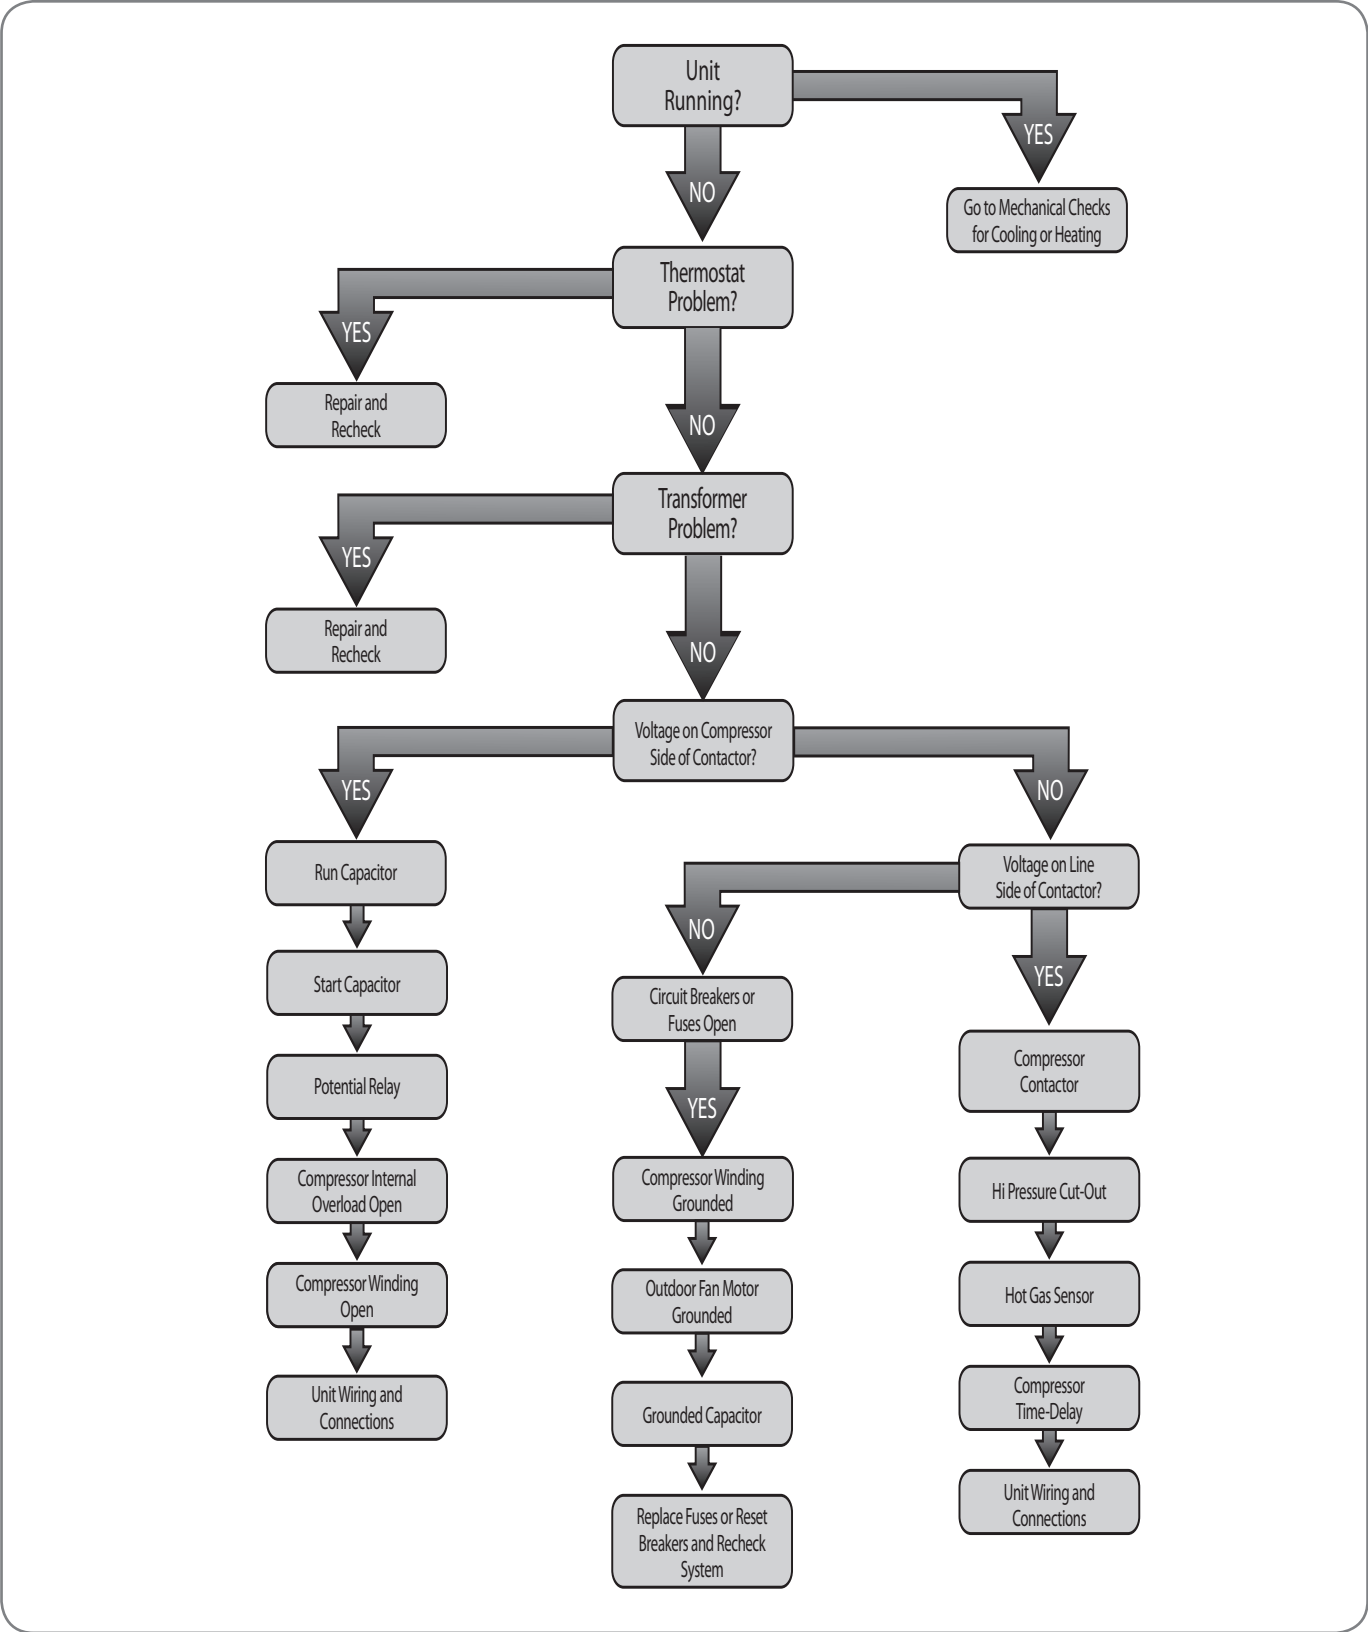 Unit
Running?
YES
NO
Go to Mechanical Checks
for Cooling or Heating
Thermostat
Problem?
YES
NO
Repair and
Recheck
Transformer
Problem?
YES
NO
Repair and
Recheck
Voltage on Compressor
Side of Contactor?
YES
NO
Run Capacitor
Start Capacitor
Potential Relay
Compressor Internal
Overload Open
Compressor Winding
Open
Unit Wiring and
Connections
Voltage on Line
Side of Contactor?
NO
YES
Circuit Breakers or
Fuses Open
YES
Compressor Winding
Grounded
Outdoor Fan Motor
Grounded
Grounded Capacitor
Replace Fuses or Reset
Breakers and Recheck
System
Compressor
Contactor
Hi Pressure Cut-Out
Hot Gas Sensor
Compressor
Time-Delay
Unit Wiring and
Connections